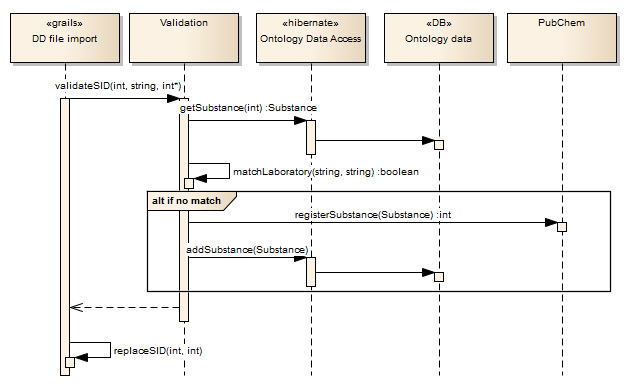 «grails»
DD file import
Validation
«hibernate»
Ontology Data Access
«DB»
Ontology data
PubChem
validateSID(int, string, int*)
getSubstance(int) :Substance
matchLaboratory(string, string) :boolean
alt if no match
registerSubstance(Substance) :int
addSubstance(Substance)
replaceSID(int, int)